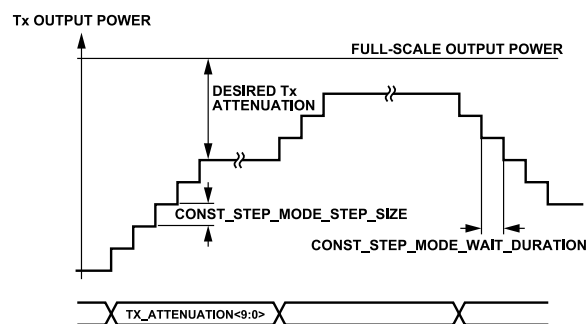 Tx OUTPUT POWER
FULL-SCALE OUTPUT POWER
DESIRED Tx
ATTENUATION
CONST_STEP_MODE_STEP_SIZE
CONST_STEP_MODE_WAIT_DURATION
TX_ATTENUATION<9:0>